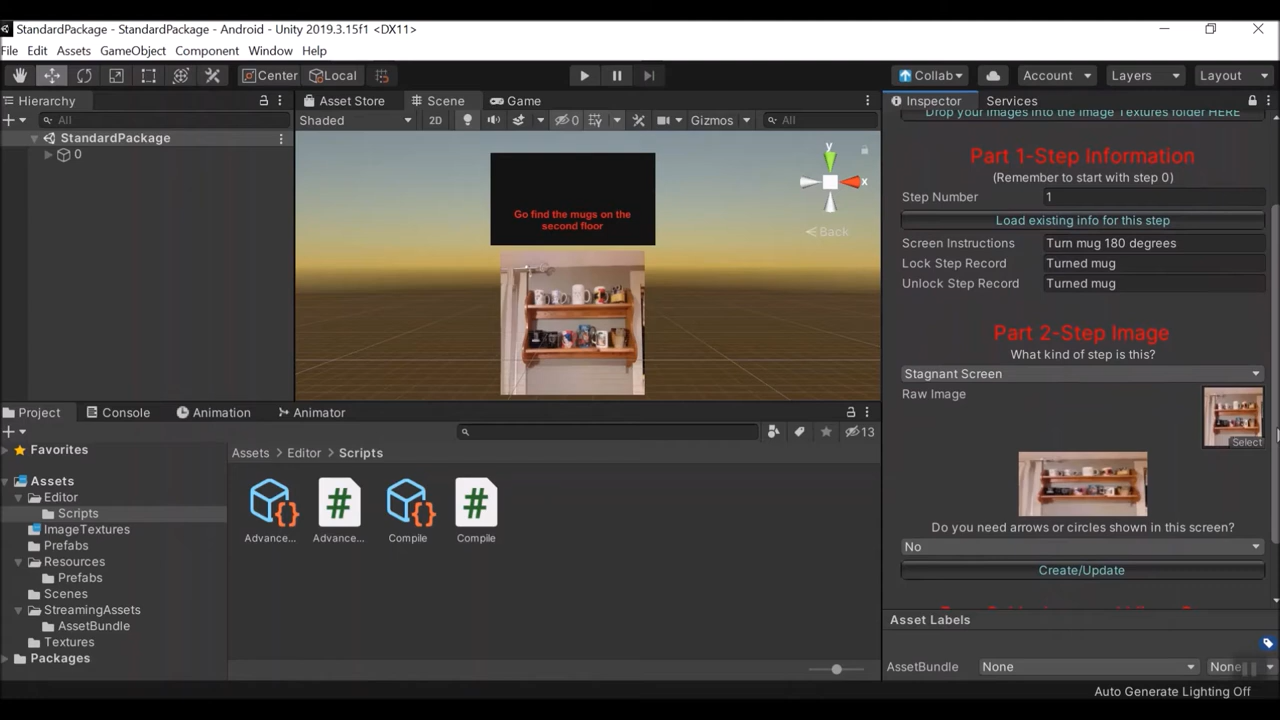 StandardPackage - StandardPackage - Android - Unity 2019.3.15f1 <DX11>
File Edit Assets GameObject Component Window Help
Center Local Collab Account Layers Layout
Hierarchy
All
StandardPackage
0
Asset Store Scene Game
Shaded 2D 0 Gizmos All
y
x
Back
Go find the mugs on the
second floor
Project Console Animation Animator
13
Favorites
Assets
Editor
Scripts
ImageTextures
Prefabs
Resources
Prefabs
Scenes
StreamingAssets
AssetBundle
Textures
Packages
Assets Editor Scripts
Advance... Advance... Compile Compile
Inspector Services
Drop your images into the Image Textures folder HERE
Part 1-Step Information
(Remember to start with step 0)
Step Number 1
Load existing info for this step
Screen Instructions Turn mug 180 degrees
Lock Step Record Turned mug
Unlock Step Record Turned mug
Part 2-Step Image
What kind of step is this?
Stagnant Screen
Raw Image
Select
Do you need arrows or circles shown in this screen?
No
Create/Update
Asset Labels
AssetBundle None None
Auto Generate Lighting Off